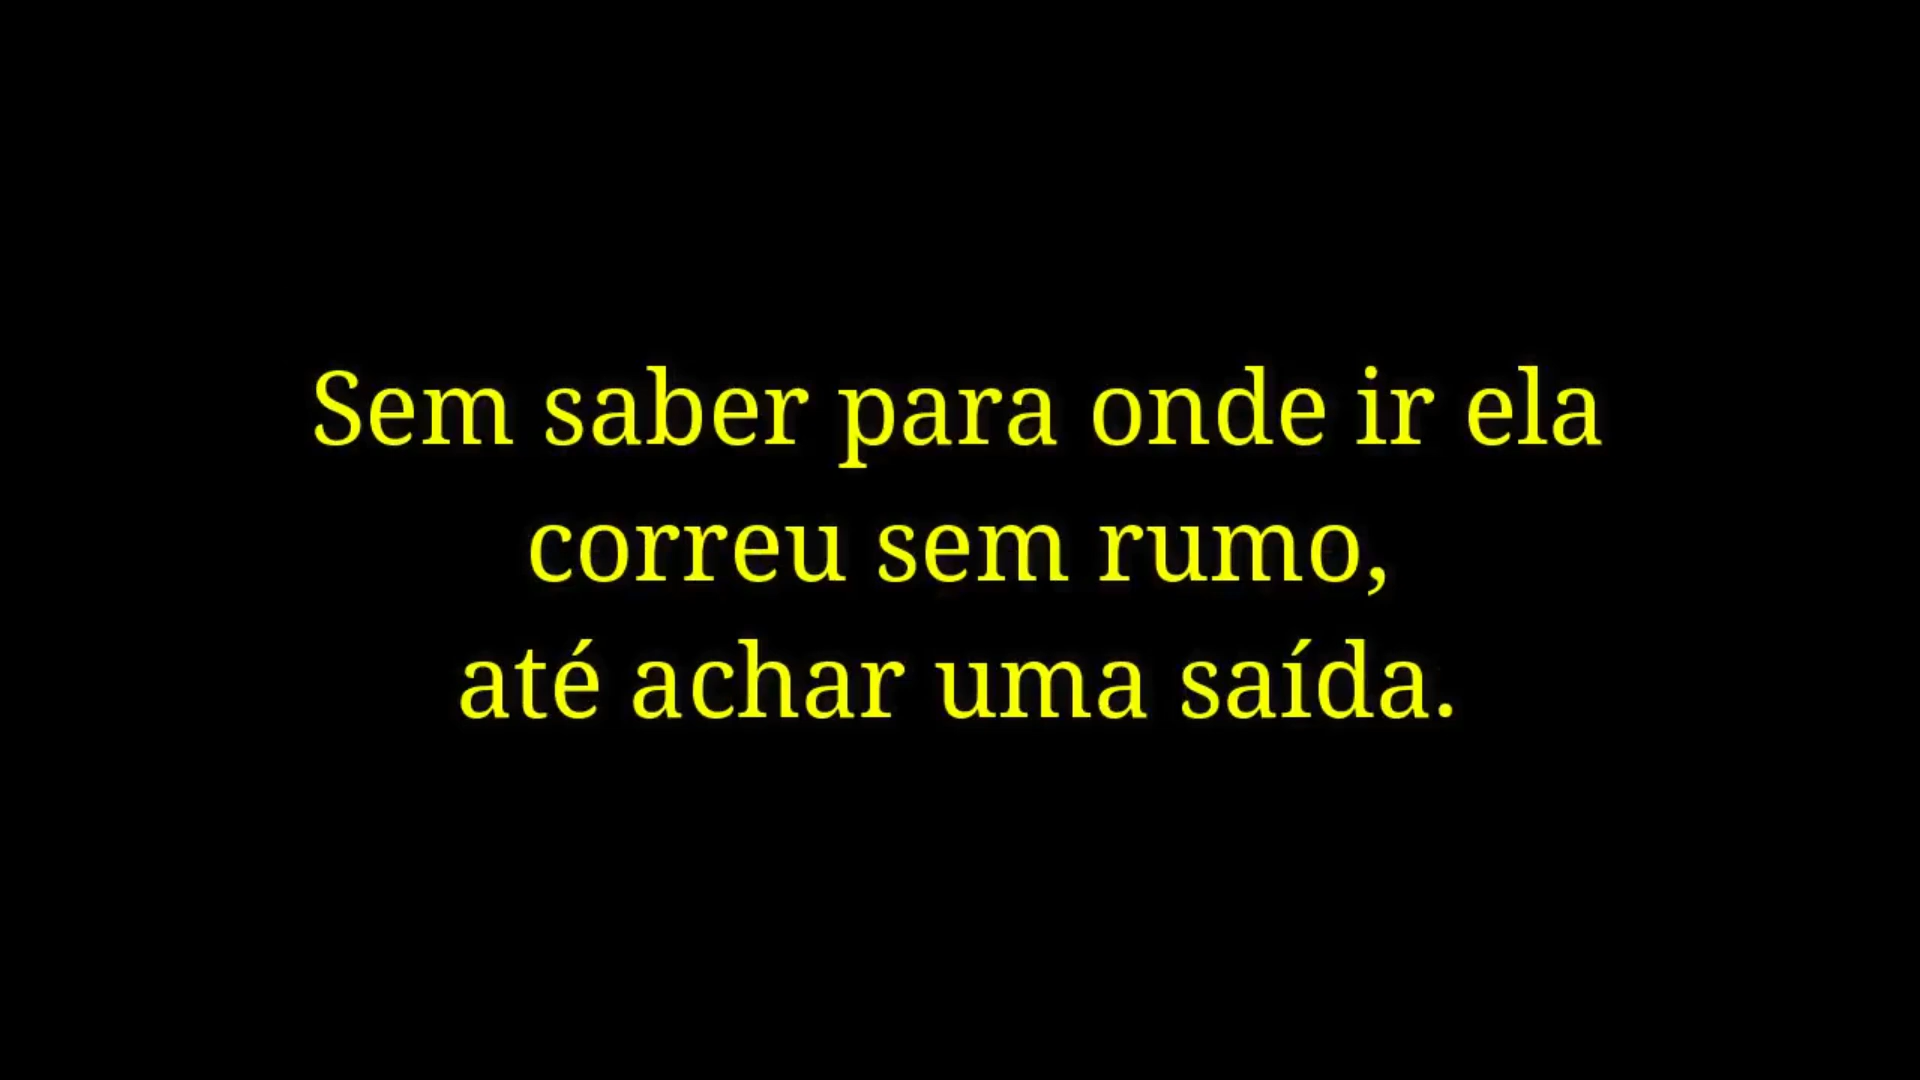 Sem saber para onde ir ela
correu sem rumo,
até achar uma saída.